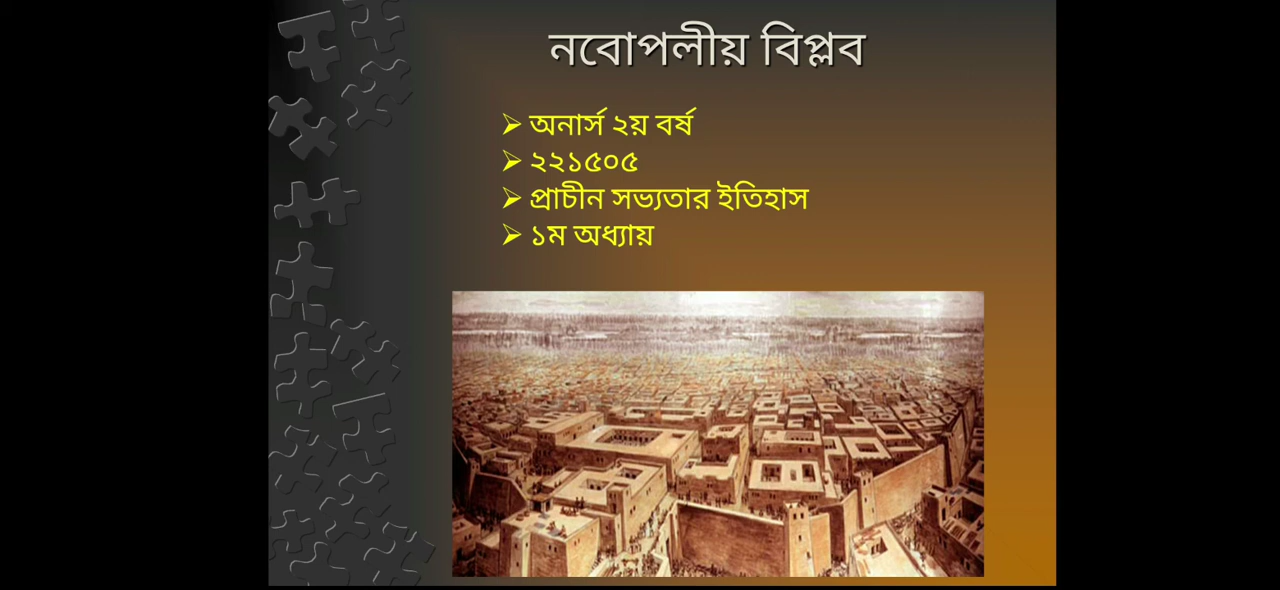 নবোপলীয় বিপ্লব
অনার্স ২য় বর্ষ
২২১৫০৫
প্রাচীন সভ্যতার ইতিহাস
১ম অধ্যায়